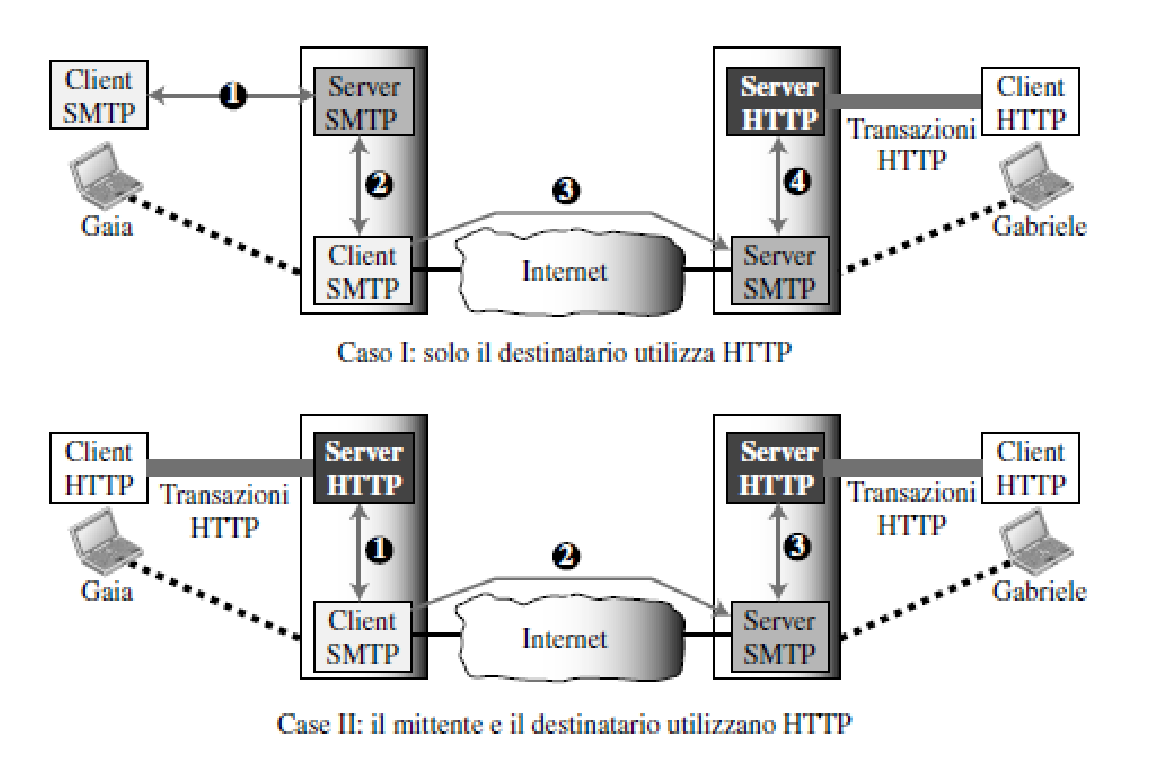 Client
SMTP
1
Server
SMTP
2
3
Server
HTTP
4
Transazioni
HTTP
Client
HTTP
Gaia
Gabriele
Client
SMTP
Internet
Server
SMTP
Caso I: solo il destinatario utilizza HTTP
Client
HTTP
Transazioni
HTTP
Server
HTTP
1
2
Server
HTTP
3
Transazioni
HTTP
Client
HTTP
Gaia
Gabriele
Client
SMTP
Internet
Server
SMTP
Case II: il mittente e il destinatario utilizzano HTTP